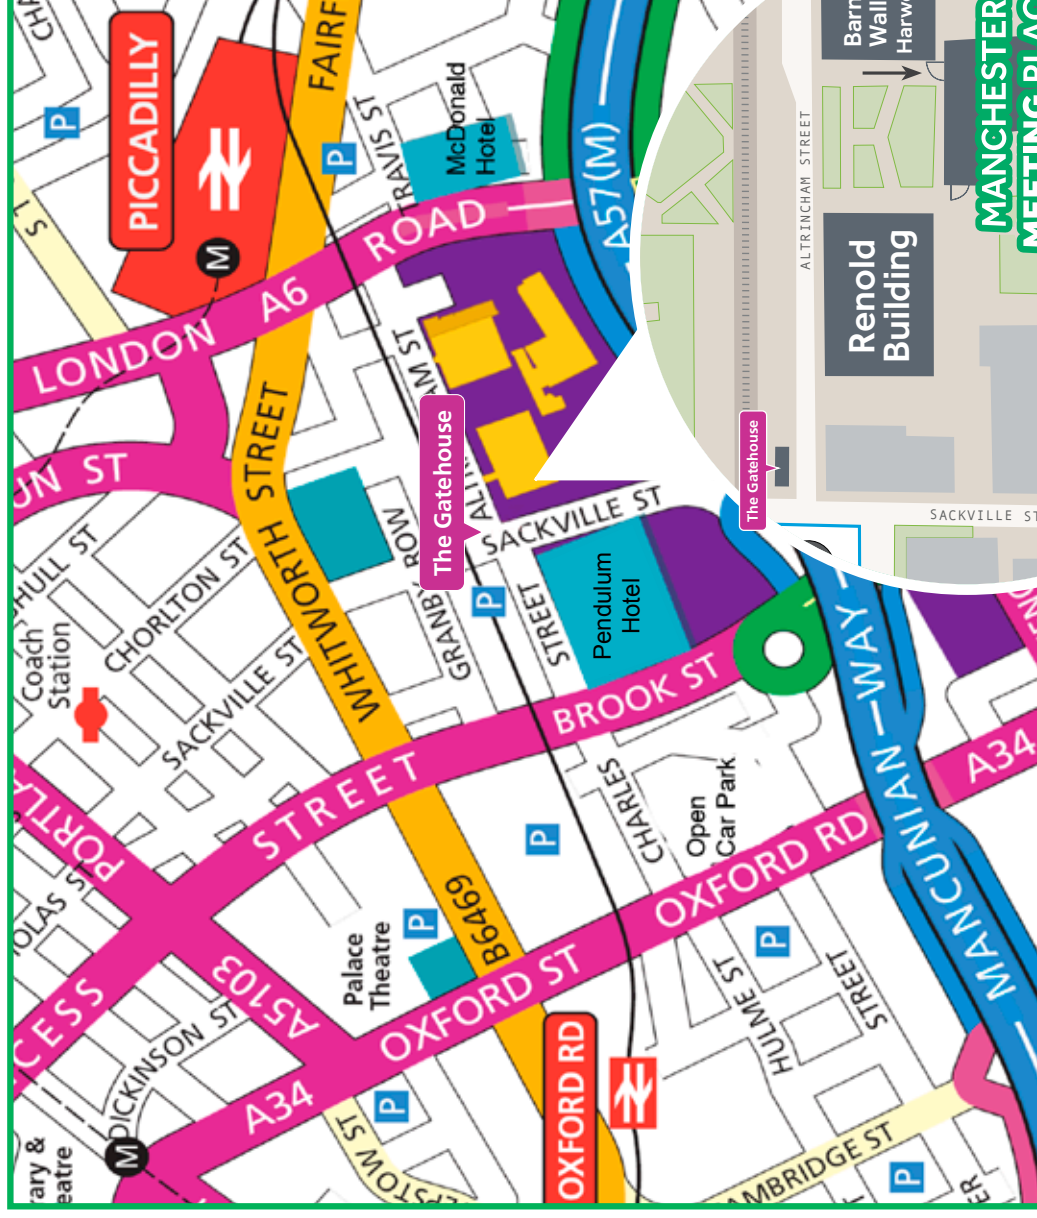 PICCADILLY
FAIRF
TRAVIS ST
McDonald
Hotel
A57(M)
S T
M
LONDON
A6
ROAD
UN ST
WHITWORTH STREET
The Gatehouse
SACKVILLE ST
GRANBY ROW
STREET
Pendulum
Hotel
CHORLTON ST
Coach
Station
SACKVILLE ST
BROOK ST
STREET
CHARLES
Open
Car Park
OXFORD RD
MANCUNIAN WAY
A34
B6469
Palace
Theatre
OXFORD ST
A5103
DICKINSON ST
A34
M
OXFORD RD
HULME ST
STREET
MANCUNIAN
P
P
P
P
P
P
P
P
The Gatehouse
ALTRINCHAM STREET
Renold
Building
SACKVILLE ST
MANCHESTER